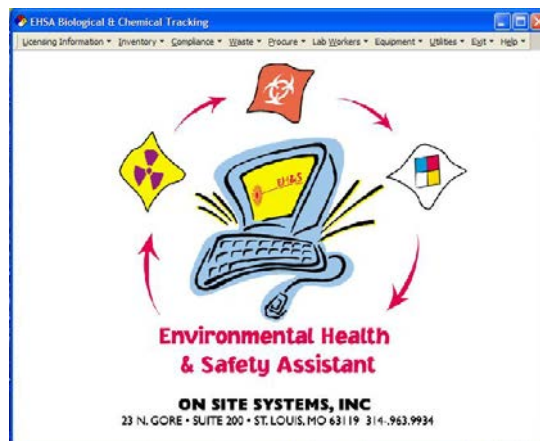 EHSA Biological & Chemical Tracking
Licensing Information Inventory Compliance Waste Procure Lab Workers Equipment Utilities Exit Help
EH&S
Environmental Health
& Safety Assistant
ON SITE SYSTEMS, INC
23 N. GORE • SUITE 200 • ST. LOUIS, MO 63119 314-.963.9934